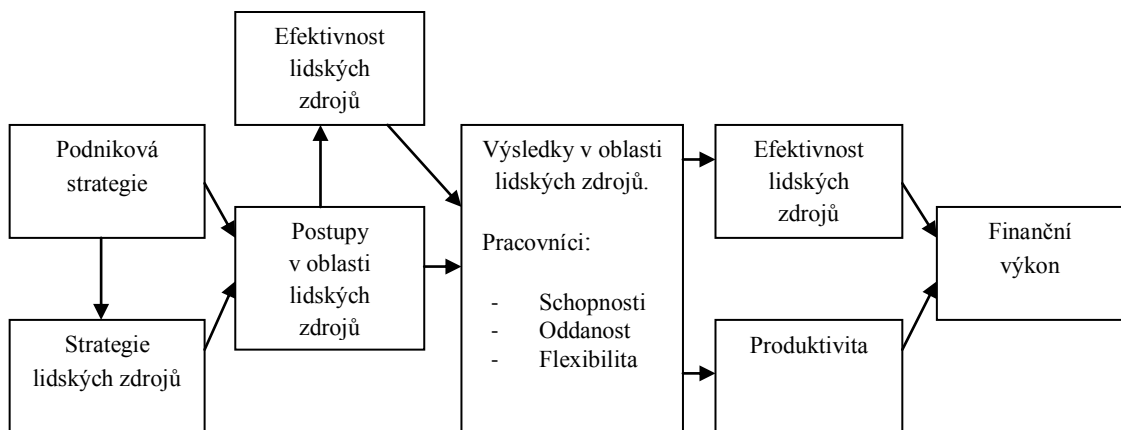 Efektivnost
lidských
zdrojů
Podniková
strategie
Výsledky v oblasti
lidských zdrojů.
Pracovníci:
- Schopnosti
- Oddanost
- Flexibilita
Efektivnost
lidských
zdrojů
Postupy
v oblasti
lidských
zdrojů
Finanční
výkon
Strategie
lidských zdrojů
Produktivita